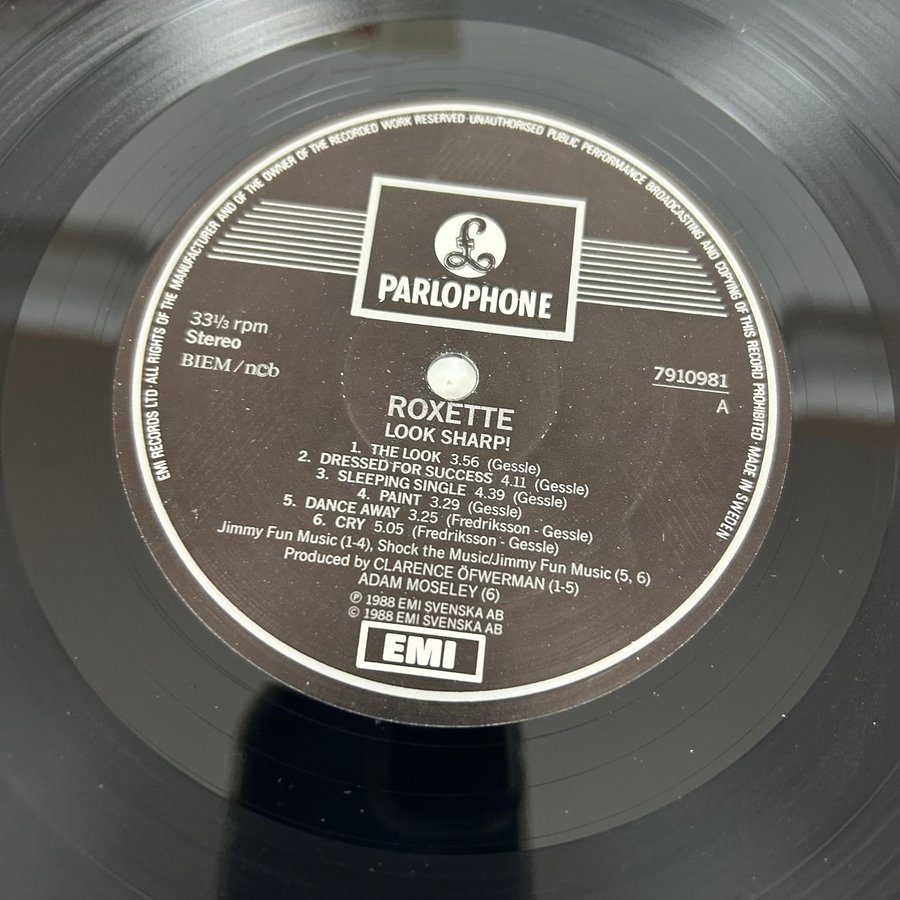 EMI RECORDS LTD · ALL RIGHTS OF THE MANUFACTURER AND OF THE OWNER OF THE RECORDED WORK RESERVED · UNAUTHORISED PUBLIC PERFORMANCE BROADCASTING AND COPYING OF THIS RECORD PROHIBITED · MADE IN SWEDEN
£
PARLOPHONE
33⅓ rpm
Stereo
BIEM / n©b
7910981
A
ROXETTE
LOOK SHARP!
1. THE LOOK 3.56 (Gessle)
2. DRESSED FOR SUCCESS 4.11 (Gessle)
3. SLEEPING SINGLE 4.39 (Gessle)
4. PAINT 3.29 (Gessle)
5. DANCE AWAY 3.25 (Fredriksson - Gessle)
6. CRY 5.05 (Fredriksson - Gessle)
Jimmy Fun Music (1-4), Shock the Music/Jimmy Fun Music (5, 6)
Produced by CLARENCE ÖFWERMAN (1-5)
ADAM MOSELEY (6)
℗ 1988 EMI SVENSKA AB
© 1988 EMI SVENSKA AB
EMI